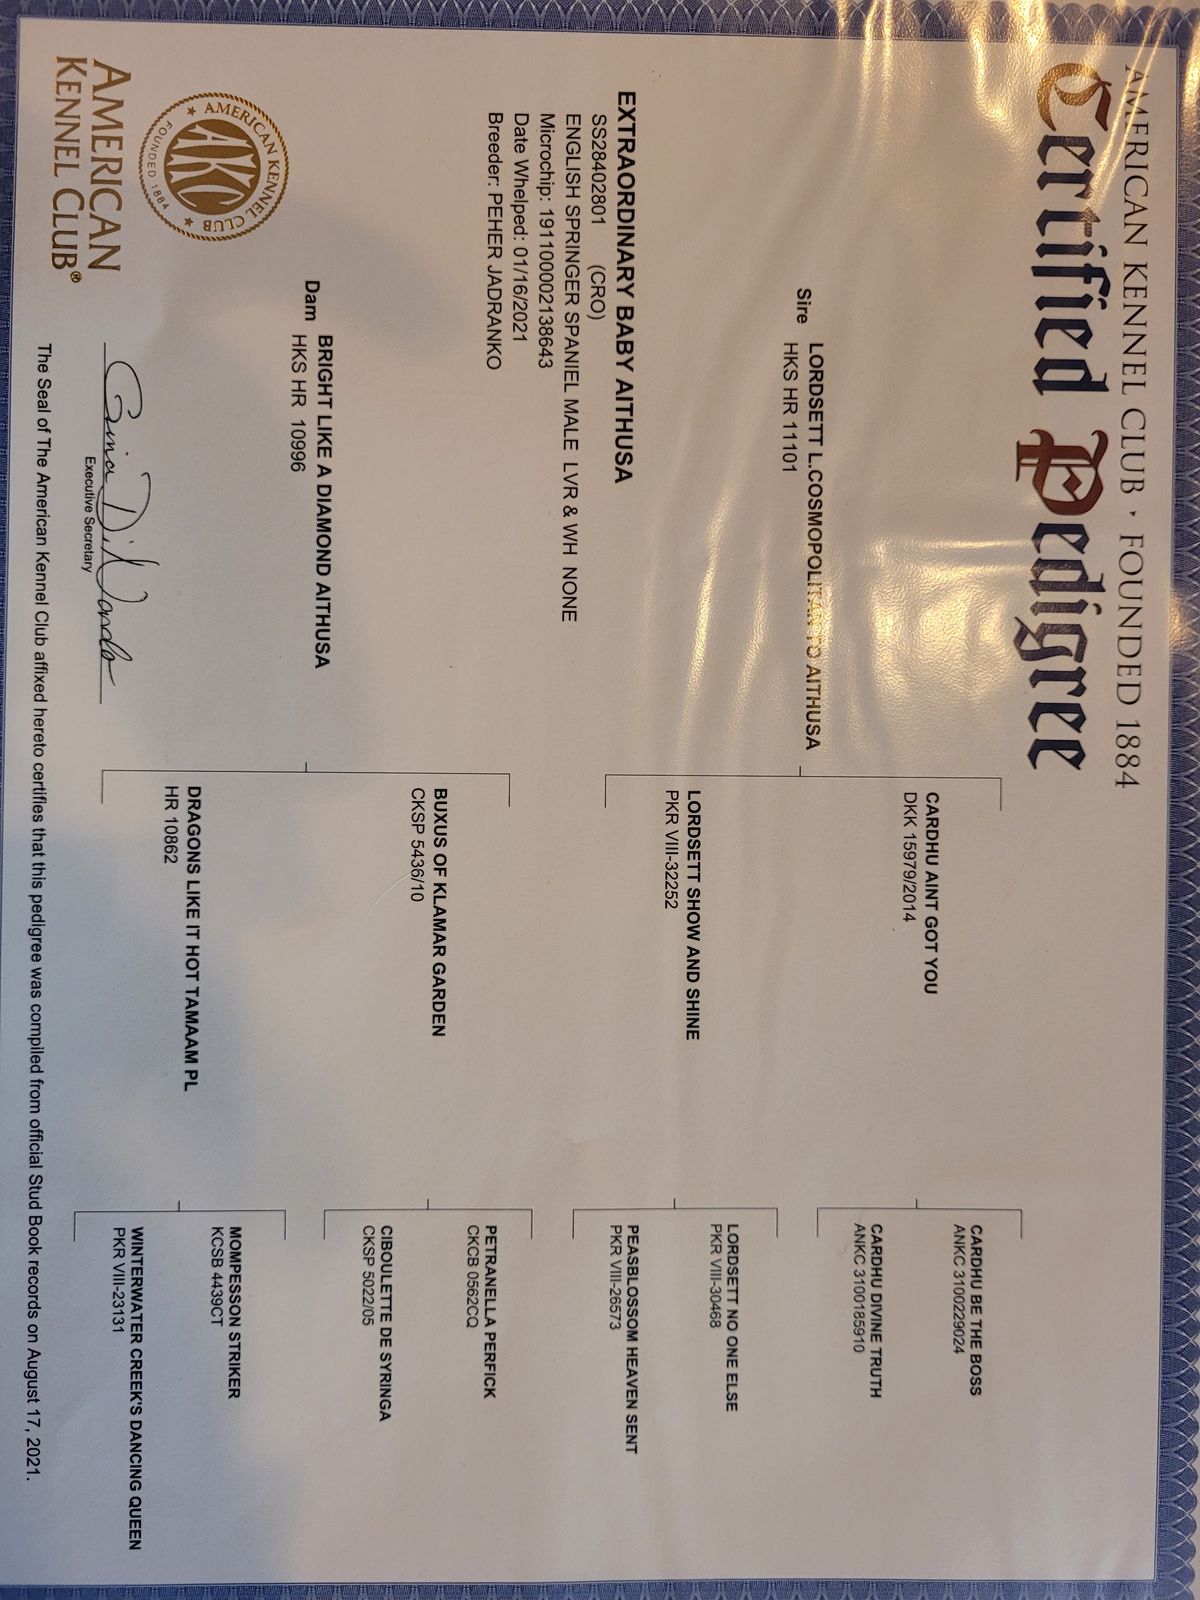 AMERICAN KENNEL CLUB • FOUNDED 1884
Certified Pedigree
CARDHU BE THE BOSS
ANKC 3100229024
CARDHU AINT GOT YOU
DKK 15979/2014
CARDHU DIVINE TRUTH
ANKC 3100185910
Sire LORDSETT L.COSMOPOLITAN TO AITHUSA
HKS HR 11101
LORDSETT NO ONE ELSE
PKR VIII-30468
LORDSETT SHOW AND SHINE
PKR VIII-32252
PEASBLOSSOM HEAVEN SENT
PKR VIII-26573
EXTRAORDINARY BABY AITHUSA
SS28402801 (CRO)
ENGLISH SPRINGER SPANIEL MALE LVR & WH NONE
Microchip: 191100002138643
Date Whelped: 01/16/2021
Breeder: PEHER JADRANKO
PETRANELLA PERFICK
CKCB 0562CQ
BUXUS OF KLAMAR GARDEN
CKSP 5436/10
CIBOULETTE DE SYRINGA
CKSP 5022/05
Dam BRIGHT LIKE A DIAMOND AITHUSA
HKS HR 10996
MOMPESSON STRIKER
KCSB 4439CT
DRAGONS LIKE IT HOT TAMAAM PL
HR 10862
WINTERWATER CREEK'S DANCING QUEEN
PKR VIII-23131
AMERICAN KENNEL CLUB
AKC
FOUNDED 1884
AMERICAN
KENNEL CLUB®
Gina DiNardo
Executive Secretary
The Seal of The American Kennel Club affixed hereto certifies that this pedigree was compiled from official Stud Book records on August 17, 2021.